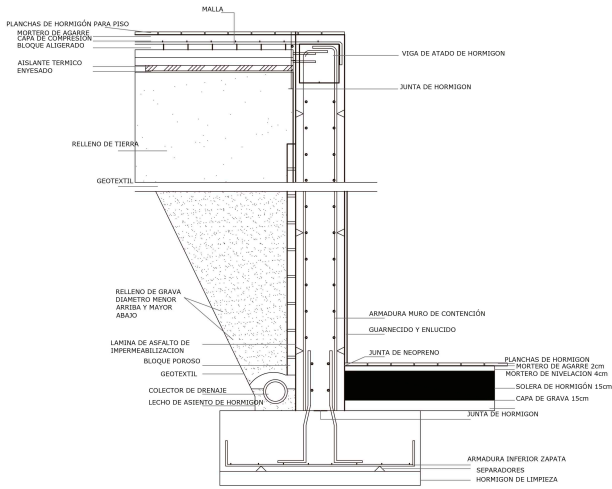 MALLA
PLANCHAS DE HORMIGÓN PARA PISO
MORTERO DE AGARRE
CAPA DE COMPRESION
BLOQUE ALIGERADO
AISLANTE TERMICO
ENYESADO
RELLENO DE TIERRA
GEOTEXTIL
RELLENO DE GRAVA
DIAMETRO MENOR
ARRIBA Y MAYOR
ABAJO
LAMINA DE ASFALTO DE
IMPERMEABILIZACION
BLOQUE POROSO
GEOTEXTIL
COLECTOR DE DRENAJE
LECHO DE ASIENTO DE HORMIGON
VIGA DE ATADO DE HORMIGON
JUNTA DE HORMIGON
ARMADURA MURO DE CONTENCIÓN
GUARNECIDO Y ENLUCIDO
JUNTA DE NEOPRENO
PLANCHAS DE HORMIGON
MORTERO DE AGARRE 2cm
MORTERO DE NIVELACION 4cm
SOLERA DE HORMIGÓN 15cm
CAPA DE GRAVA 15cm
JUNTA DE HORMIGON
ARMADURA INFERIOR ZAPATA
SEPARADORES
HORMIGON DE LIMPIEZA